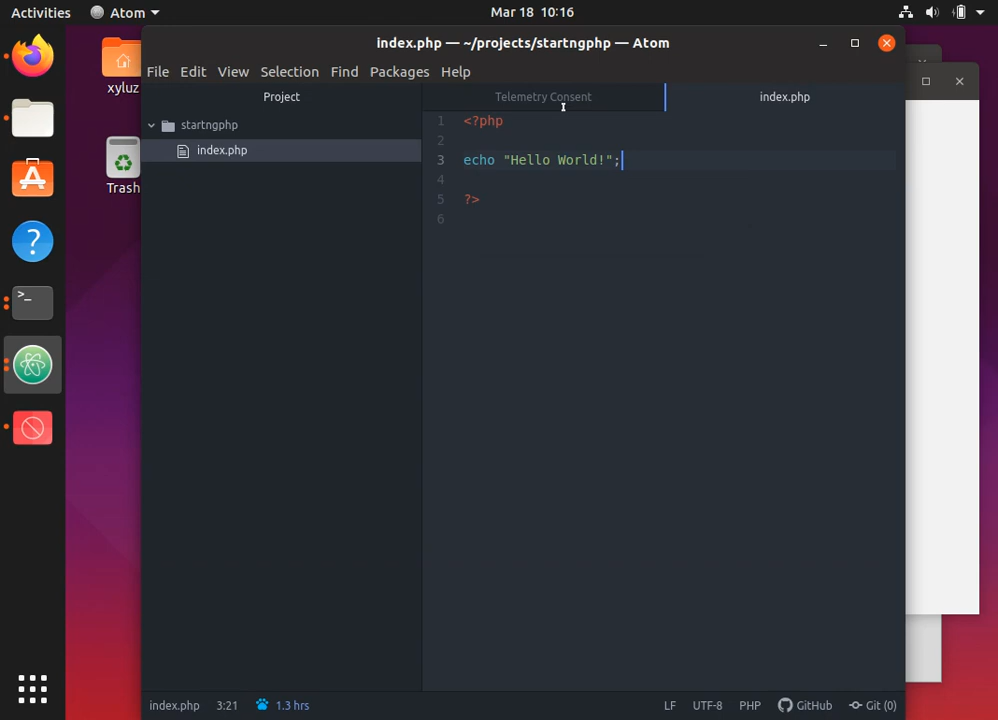 Activities
Atom
Mar 18 10:16
index.php — ~/projects/startngphp — Atom
File Edit View Selection Find Packages Help
xyluz
Trash
Project
startngphp
index.php
Telemetry Consent
index.php
1 <?php
2
3 echo "Hello World!";
4
5 ?>
6
index.php 3:21 1.3 hrs LF UTF-8 PHP GitHub Git (0)